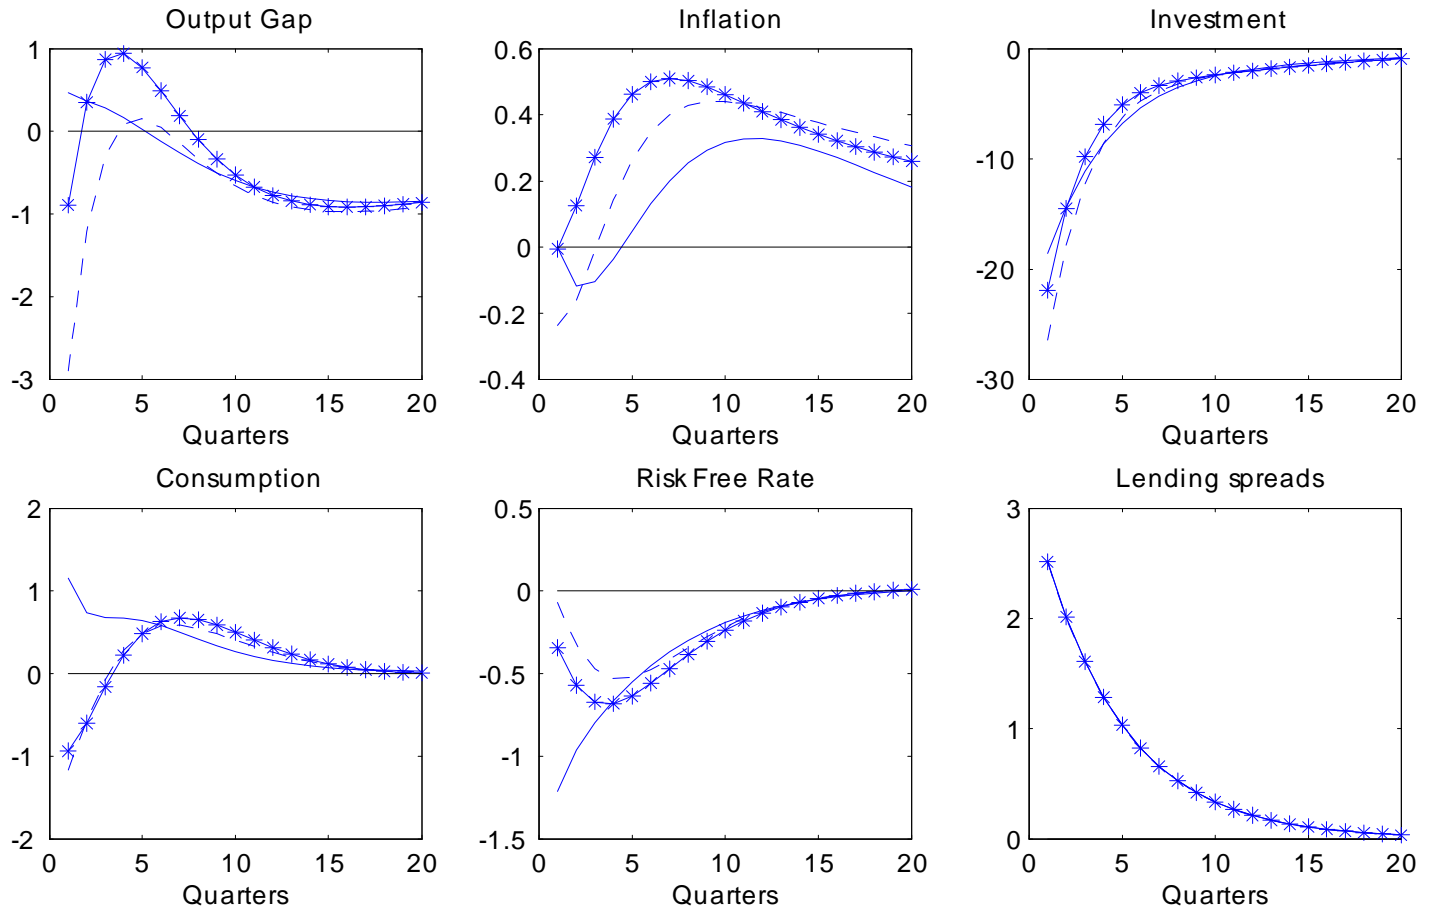 Output Gap
1
0
-1
-2
-3
0 5 10 15 20
Quarters
Inflation
0.6
0.4
0.2
0
-0.2
-0.4
0 5 10 15 20
Quarters
Investment
0
-10
-20
-30
0 5 10 15 20
Quarters
Consumption
2
1
0
-1
-2
0 5 10 15 20
Quarters
Risk Free Rate
0.5
0
-0.5
-1
-1.5
0 5 10 15 20
Quarters
Lending spreads
3
2
1
0
0 5 10 15 20
Quarters